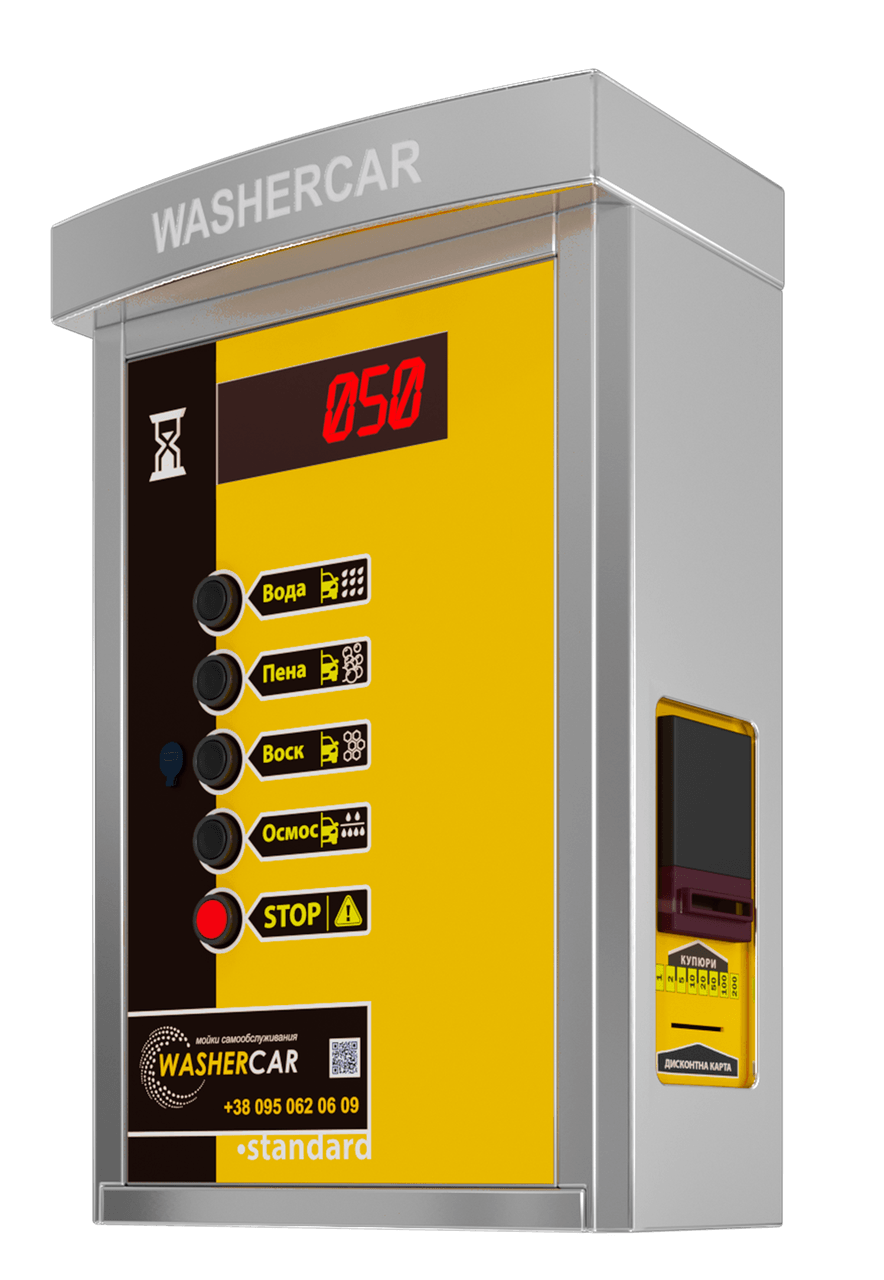 WASHERCAR
050
Вода
Пена
Воск
Осмос
STOP
мойки самообслуживания
WASHERCAR
+38 095 062 06 09
•standard
КУПЮРИ
1 2 5 10 20 50 100 200
ДИСКОНТНА КАРТА